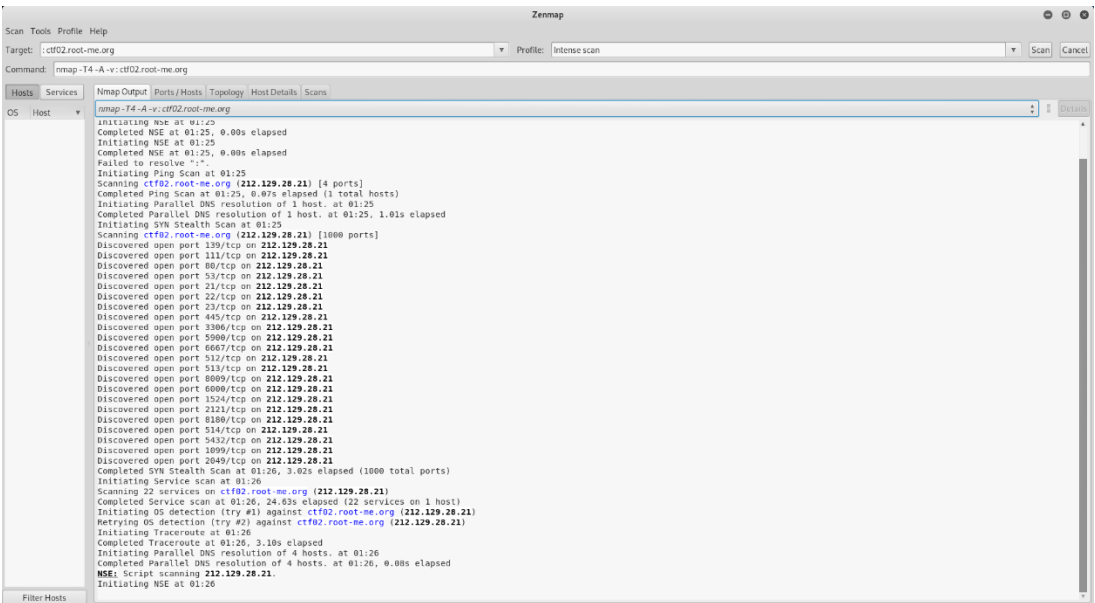 Zenmap
Scan Tools Profile Help
Target: : ctf02.root-me.org Profile: Intense scan Scan Cancel
Command: nmap -T4 -A -v : ctf02.root-me.org
Hosts Services Nmap Output Ports / Hosts Topology Host Details Scans
OS Host nmap -T4 -A -v : ctf02.root-me.org Details
Initiating NSE at 01:25
Completed NSE at 01:25, 0.00s elapsed
Initiating NSE at 01:25
Completed NSE at 01:25, 0.00s elapsed
Failed to resolve ":".
Initiating Ping Scan at 01:25
Scanning ctf02.root-me.org (212.129.28.21) [4 ports]
Completed Ping Scan at 01:25, 0.07s elapsed (1 total hosts)
Initiating Parallel DNS resolution of 1 host. at 01:25
Completed Parallel DNS resolution of 1 host. at 01:25, 1.01s elapsed
Initiating SYN Stealth Scan at 01:25
Scanning ctf02.root-me.org (212.129.28.21) [1000 ports]
Discovered open port 139/tcp on 212.129.28.21
Discovered open port 111/tcp on 212.129.28.21
Discovered open port 80/tcp on 212.129.28.21
Discovered open port 53/tcp on 212.129.28.21
Discovered open port 21/tcp on 212.129.28.21
Discovered open port 22/tcp on 212.129.28.21
Discovered open port 23/tcp on 212.129.28.21
Discovered open port 445/tcp on 212.129.28.21
Discovered open port 3306/tcp on 212.129.28.21
Discovered open port 5900/tcp on 212.129.28.21
Discovered open port 6667/tcp on 212.129.28.21
Discovered open port 512/tcp on 212.129.28.21
Discovered open port 513/tcp on 212.129.28.21
Discovered open port 8009/tcp on 212.129.28.21
Discovered open port 6000/tcp on 212.129.28.21
Discovered open port 1524/tcp on 212.129.28.21
Discovered open port 2121/tcp on 212.129.28.21
Discovered open port 8180/tcp on 212.129.28.21
Discovered open port 514/tcp on 212.129.28.21
Discovered open port 5432/tcp on 212.129.28.21
Discovered open port 1099/tcp on 212.129.28.21
Discovered open port 2049/tcp on 212.129.28.21
Completed SYN Stealth Scan at 01:26, 3.02s elapsed (1000 total ports)
Initiating Service scan at 01:26
Scanning 22 services on ctf02.root-me.org (212.129.28.21)
Completed Service scan at 01:26, 24.63s elapsed (22 services on 1 host)
Initiating OS detection (try #1) against ctf02.root-me.org (212.129.28.21)
Retrying OS detection (try #2) against ctf02.root-me.org (212.129.28.21)
Initiating Traceroute at 01:26
Completed Traceroute at 01:26, 3.10s elapsed
Initiating Parallel DNS resolution of 4 hosts. at 01:26
Completed Parallel DNS resolution of 4 hosts. at 01:26, 0.08s elapsed
NSE: Script scanning 212.129.28.21.
Initiating NSE at 01:26
Filter Hosts